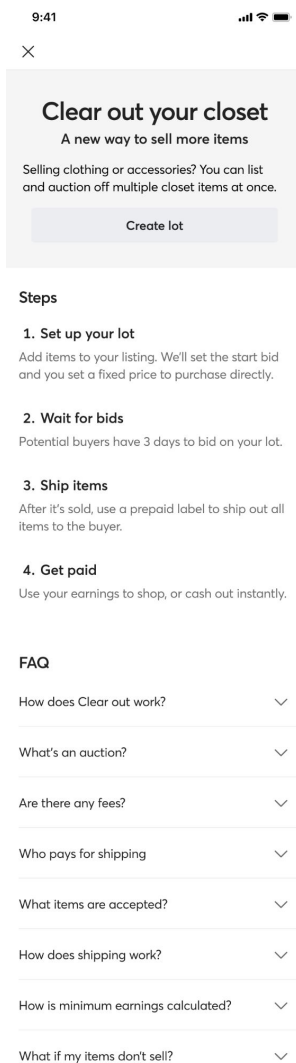 9:41
Clear out your closet
A new way to sell more items
Selling clothing or accessories? You can list
and auction off multiple closet items at once.
Create lot
Steps
1. Set up your lot
Add items to your listing. We'll set the start bid
and you set a fixed price to purchase directly.
2. Wait for bids
Potential buyers have 3 days to bid on your lot.
3. Ship items
After it's sold, use a prepaid label to ship out all
items to the buyer.
4. Get paid
Use your earnings to shop, or cash out instantly.
FAQ
How does Clear out work?
What's an auction?
Are there any fees?
Who pays for shipping
What items are accepted?
How does shipping work?
How is minimum earnings calculated?
What if my items don't sell?